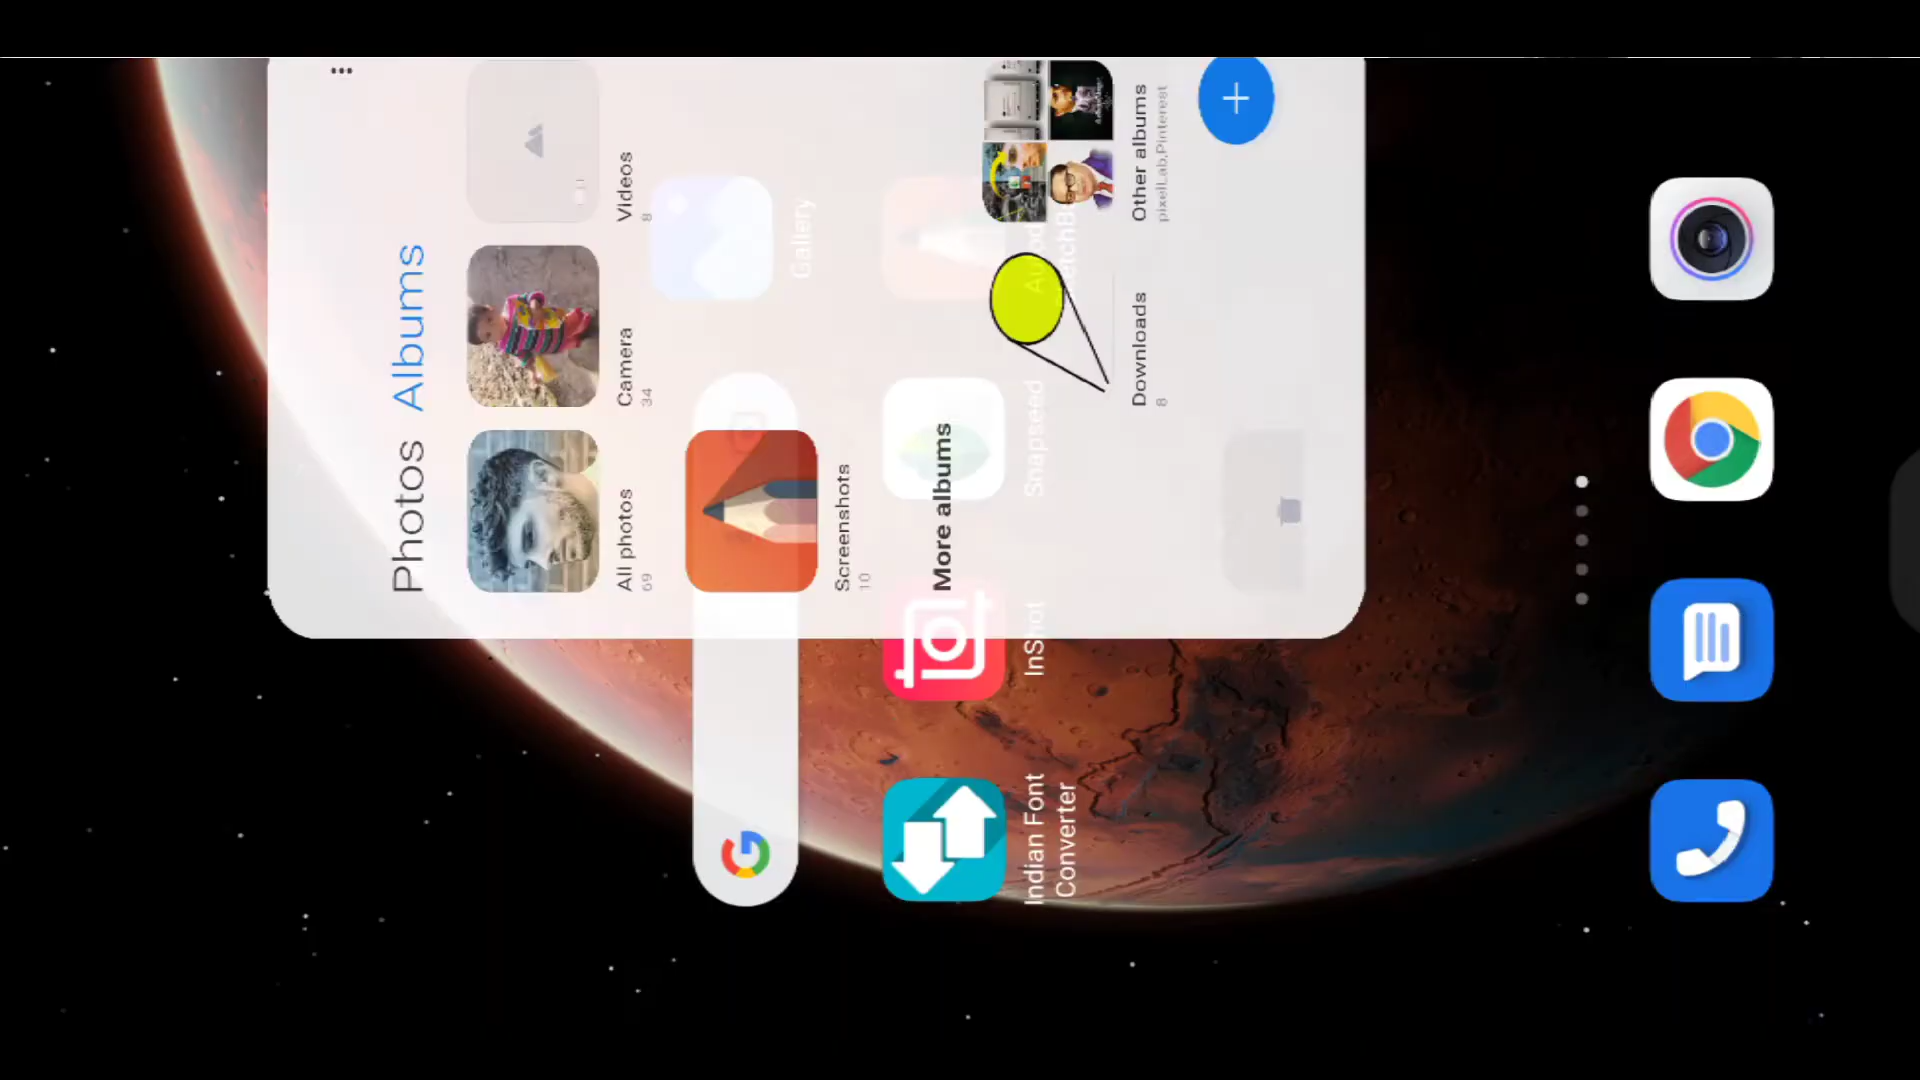 Photos Albums
All photos
69
Camera
34
Videos
8
Gallery
Screenshots
10
More albums
Snapseed
InShot
Indian Font
Converter
Downloads
8
Other albums
pixelLab,Pinterest